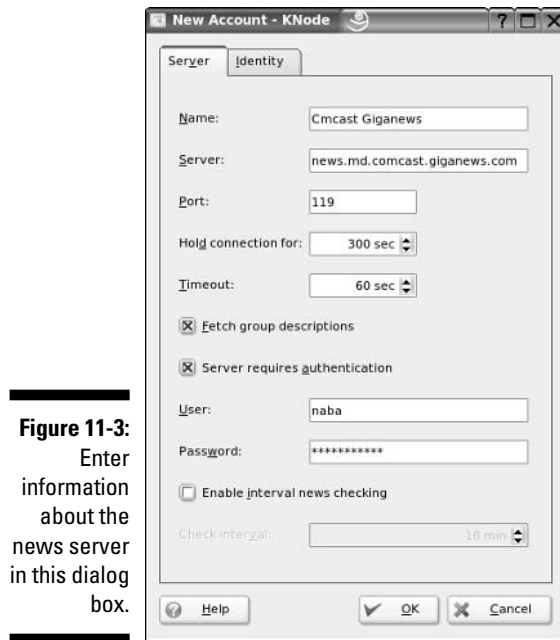 New Account - KNode
Server Identity
Name: Cmcast Giganews
Server: news.md.comcast.giganews.com
Port: 119
Hold connection for: 300 sec
Timeout: 60 sec
Fetch group descriptions
Server requires authentication
User: naba
Password: ***********
Enable interval news checking
Check interval: 10 min
Help OK Cancel
Figure 11-3:
Enter
information
about the
news server
in this dialog
box.